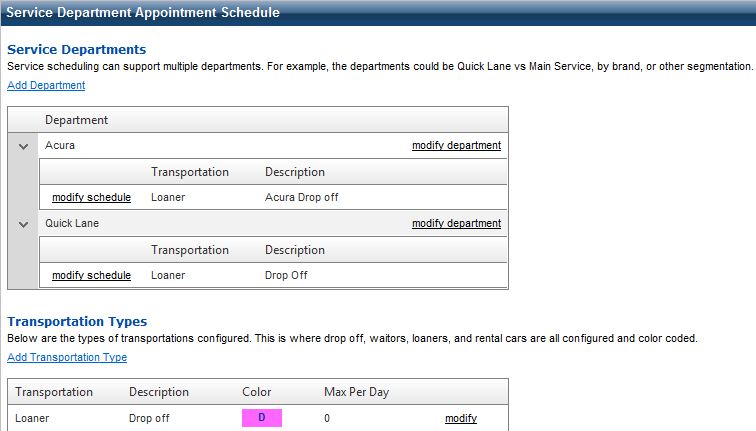 Service Department Appointment Schedule
Service Departments
Service scheduling can support multiple departments. For example, the departments could be Quick Lane vs Main Service, by brand, or other segmentation.
Add Department
Department
Acura modify department
Transportation Description
modify schedule Loaner Acura Drop off
Quick Lane modify department
Transportation Description
modify schedule Loaner Drop Off
Transportation Types
Below are the types of transportations configured. This is where drop off, waitors, loaners, and rental cars are all configured and color coded.
Add Transportation Type
Transportation Description Color Max Per Day
Loaner Drop off D 0 modify